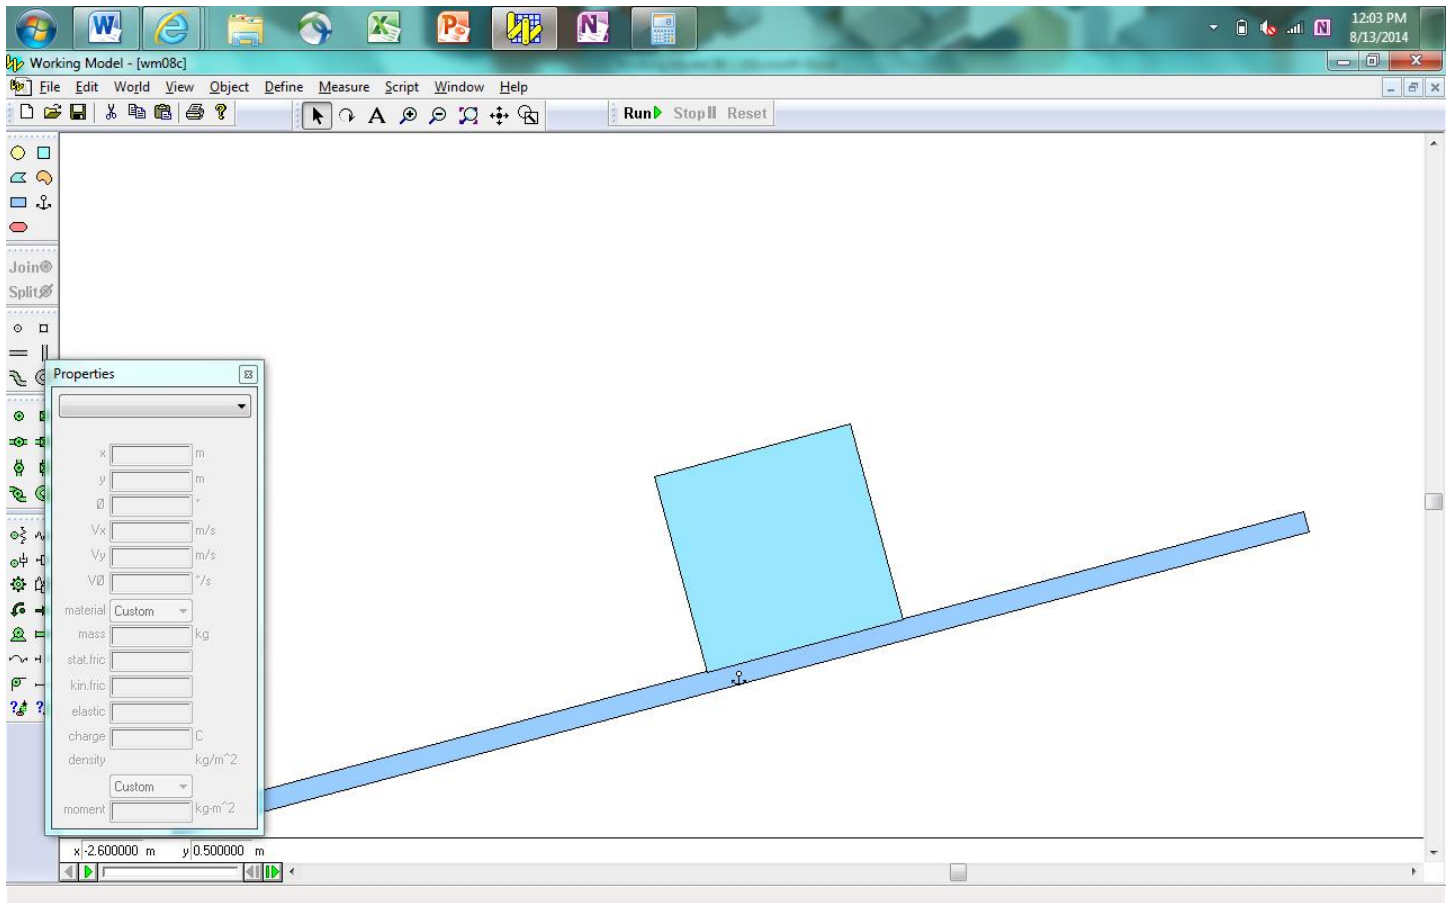 12:03 PM
8/13/2014
Working Model - [wm08c]
File Edit World View Object Define Measure Script Window Help
A Run Stop Reset
Join
Split
Properties
x m
y m
Ø °
Vx m/s
Vy m/s
VØ °/s
material Custom
mass kg
stat.fric
kin.fric
elastic
charge C
density kg/m^2
Custom
moment kg-m^2
x -2.600000 m y 0.500000 m